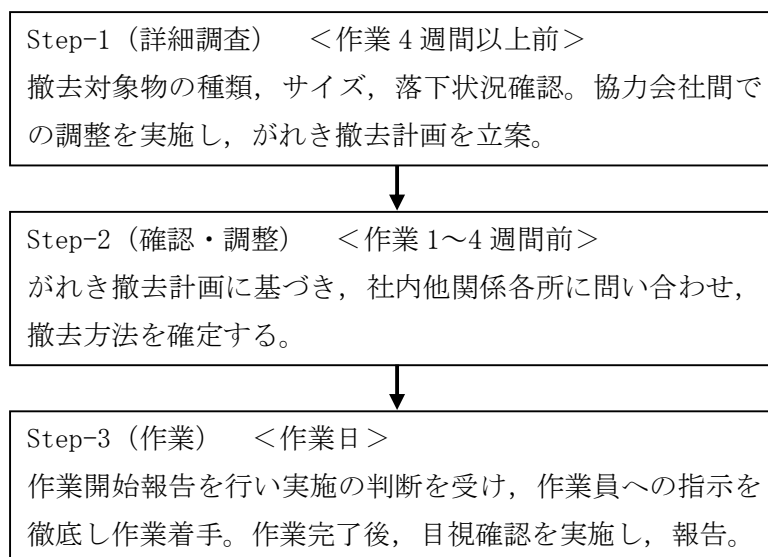 Step-1（詳細調査）　＜作業 4 週間以上前＞
撤去対象物の種類，サイズ，落下状況確認。協力会社間で
の調整を実施し，がれき撤去計画を立案。
Step-2（確認・調整）　＜作業 1～4 週間前＞
がれき撤去計画に基づき，社内他関係各所に問い合わせ，
撤去方法を確定する。
Step-3（作業）　＜作業日＞
作業開始報告を行い実施の判断を受け，作業員への指示を
徹底し作業着手。作業完了後，目視確認を実施し，報告。